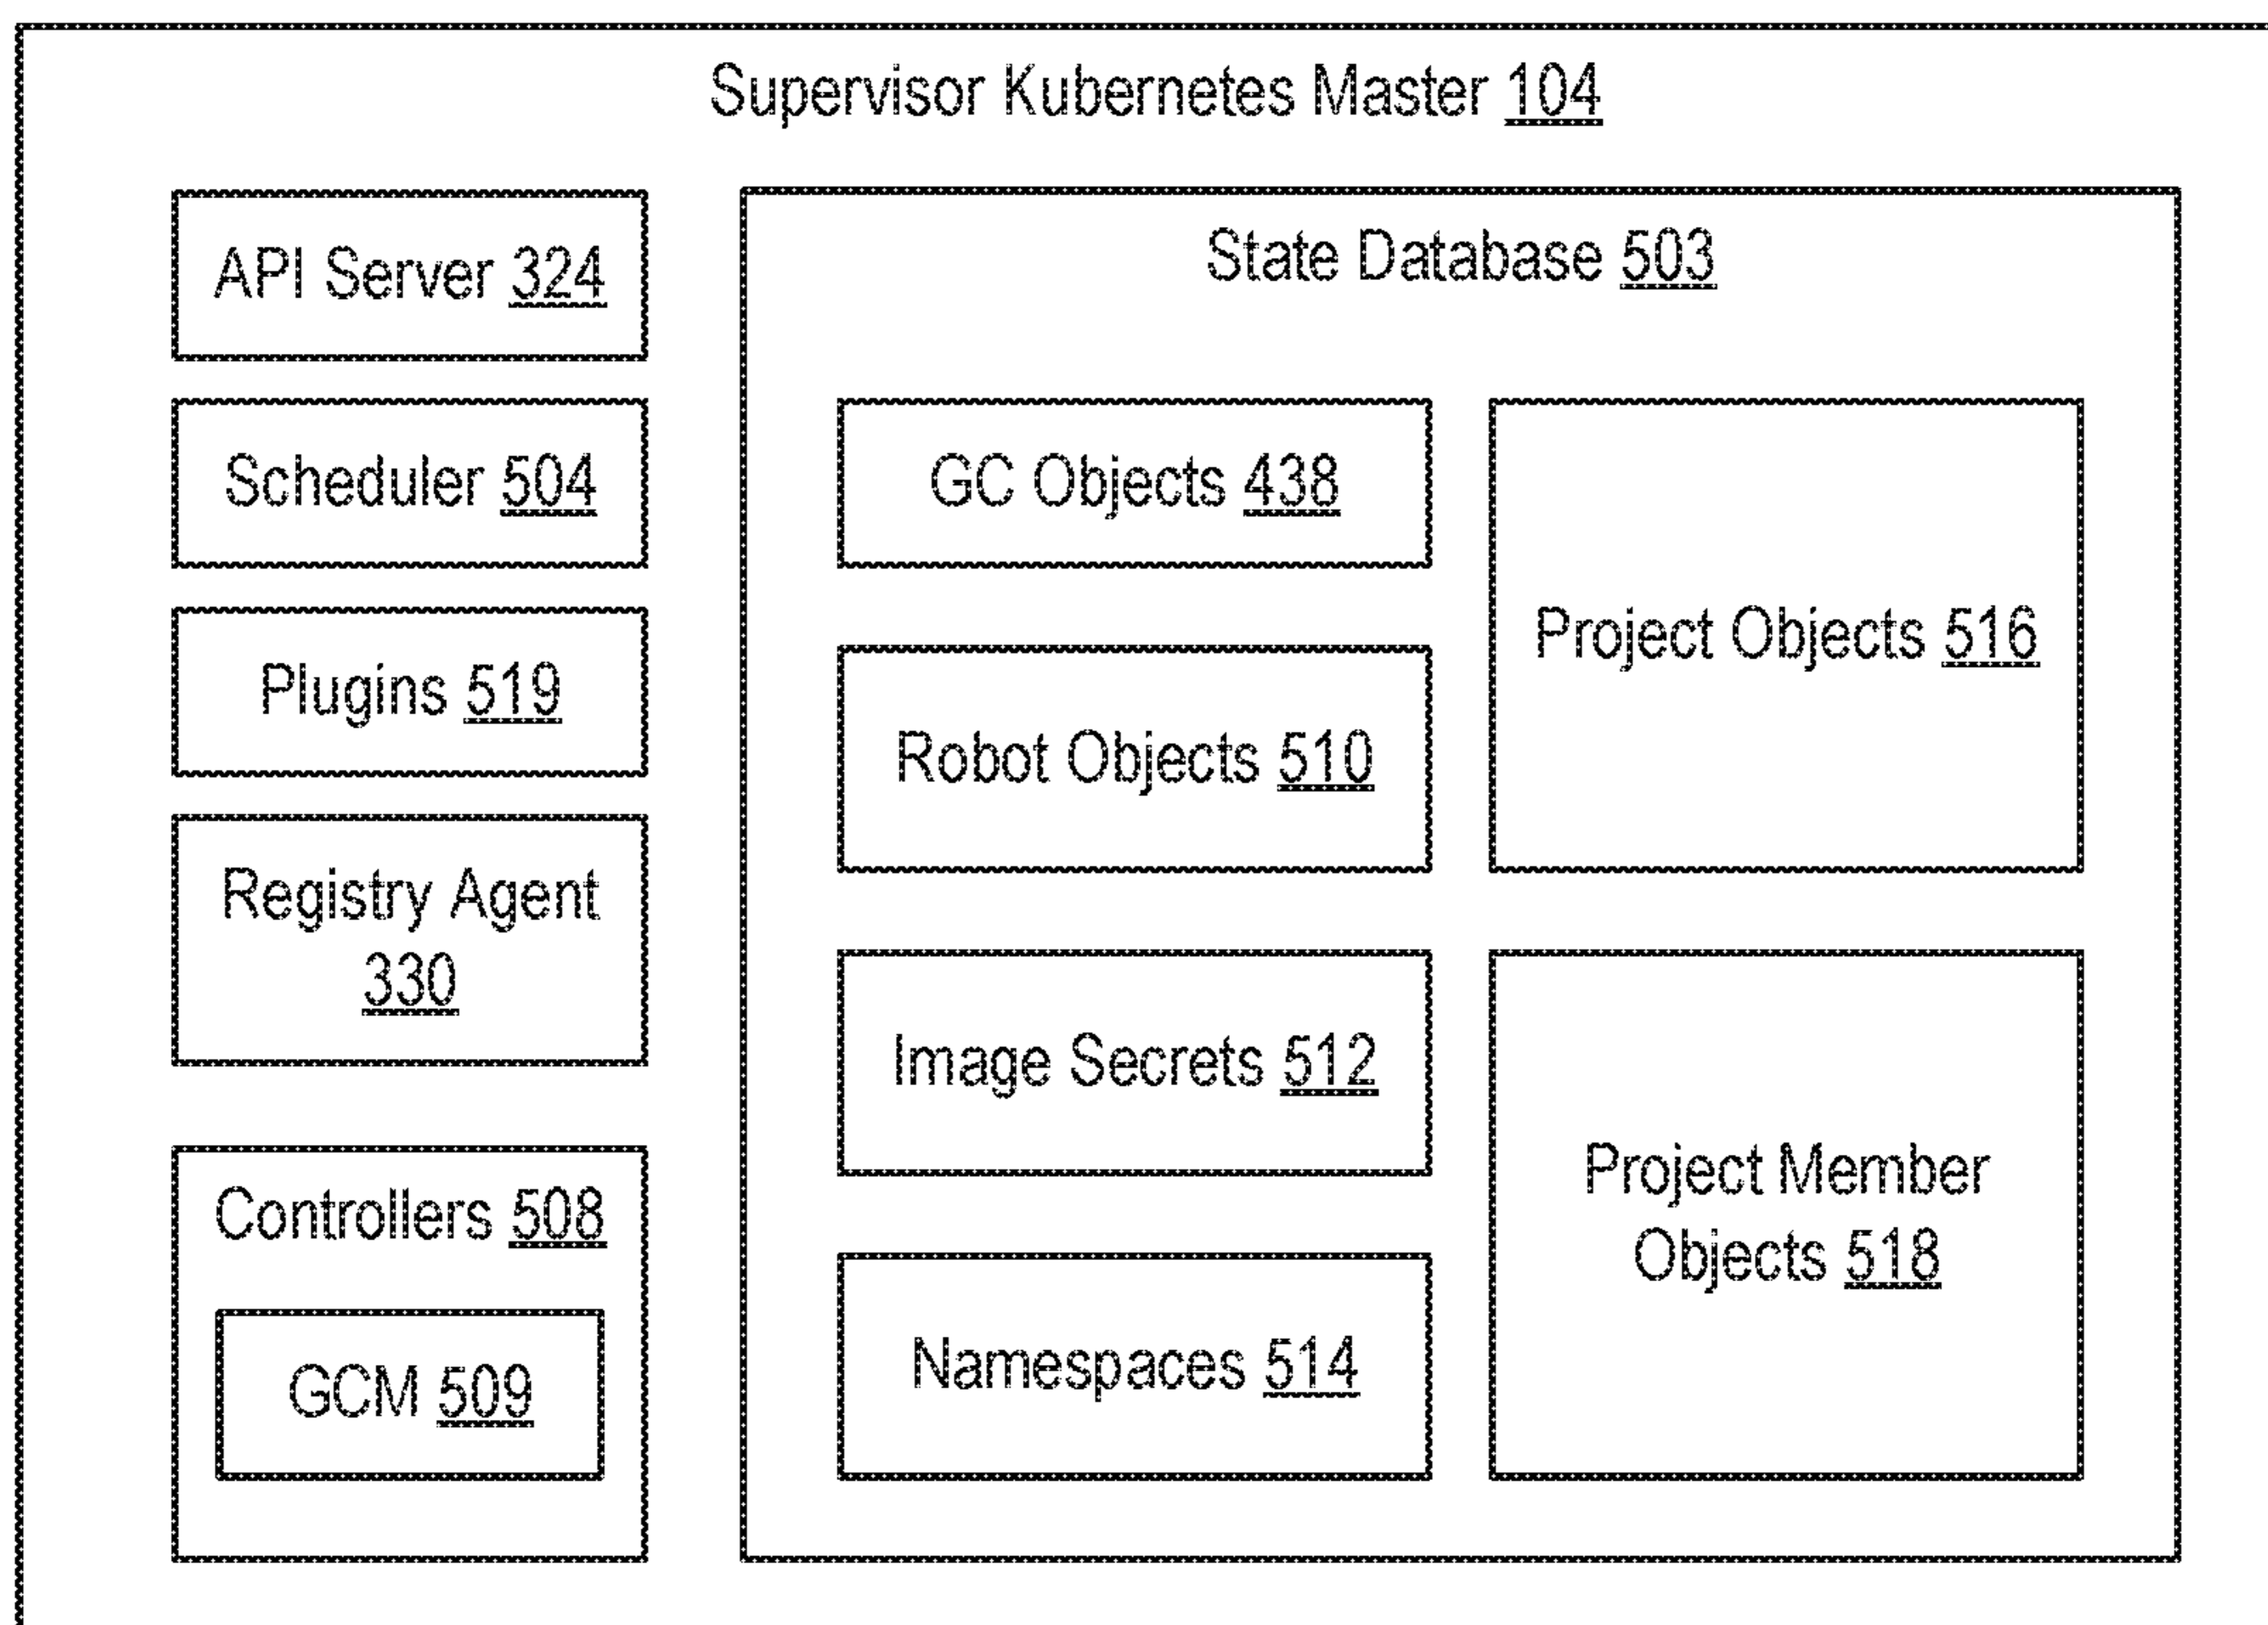 Supervisor Kubernetes Master 104
API Server 324
Scheduler 504
Plugins 519
Registry Agent
330
Controllers 508
GCM 509
State Database 503
GC Objects 438
Robot Objects 510
Image Secrets 512
Namespaces 514
Project Objects 516
Project Member
Objects 518